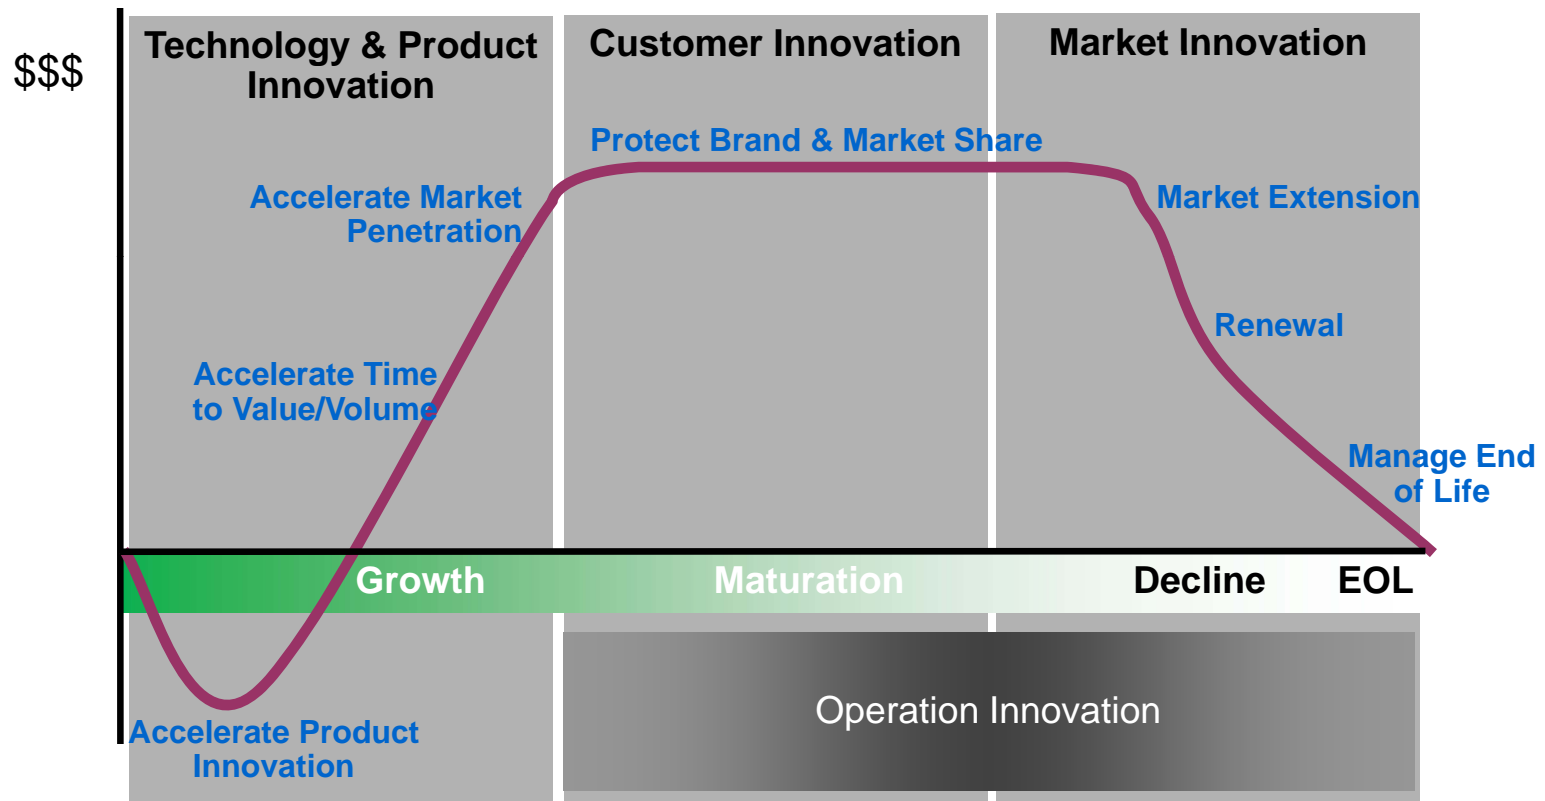 $$$
Technology & Product
Innovation
Customer Innovation
Market Innovation
Protect Brand & Market Share
Accelerate Market
Penetration
Market Extension
Renewal
Accelerate Time
to Value/Volume
Manage End
of Life
Growth
Maturation
Decline
EOL
Operation Innovation
Accelerate Product
Innovation